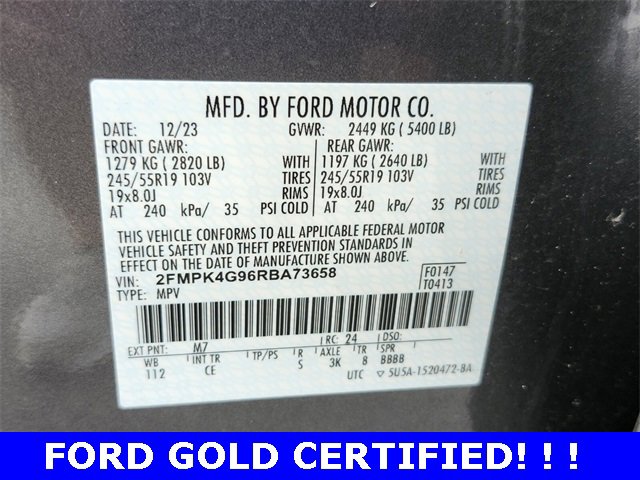 MFD. BY FORD MOTOR CO.
DATE: 12/23 GVWR: 2449 KG ( 5400 LB)
FRONT GAWR: REAR GAWR:
1279 KG ( 2820 LB) WITH 1197 KG ( 2640 LB) WITH
245/55R19 103V TIRES 245/55R19 103V TIRES
19x8.0J RIMS 19x8.0J RIMS
AT 240 kPa/ 35 PSI COLD AT 240 kPa/ 35 PSI COLD
THIS VEHICLE CONFORMS TO ALL APPLICABLE FEDERAL MOTOR
VEHICLE SAFETY AND THEFT PREVENTION STANDARDS IN EFFECT
ON THE DATE OF MANUFACTURE SHOWN ABOVE.
VIN: 2FMPK4G96RBA73658 F0147
TYPE: MPV T0413
EXT PNT: M7 RC: 24 DSO:
WB INT TR TP/PS R AXLE TR SPR
112 CE S 3K 8 BBBB
UTC ▽ 5U5A-1520472-BA
FORD GOLD CERTIFIED! ! !